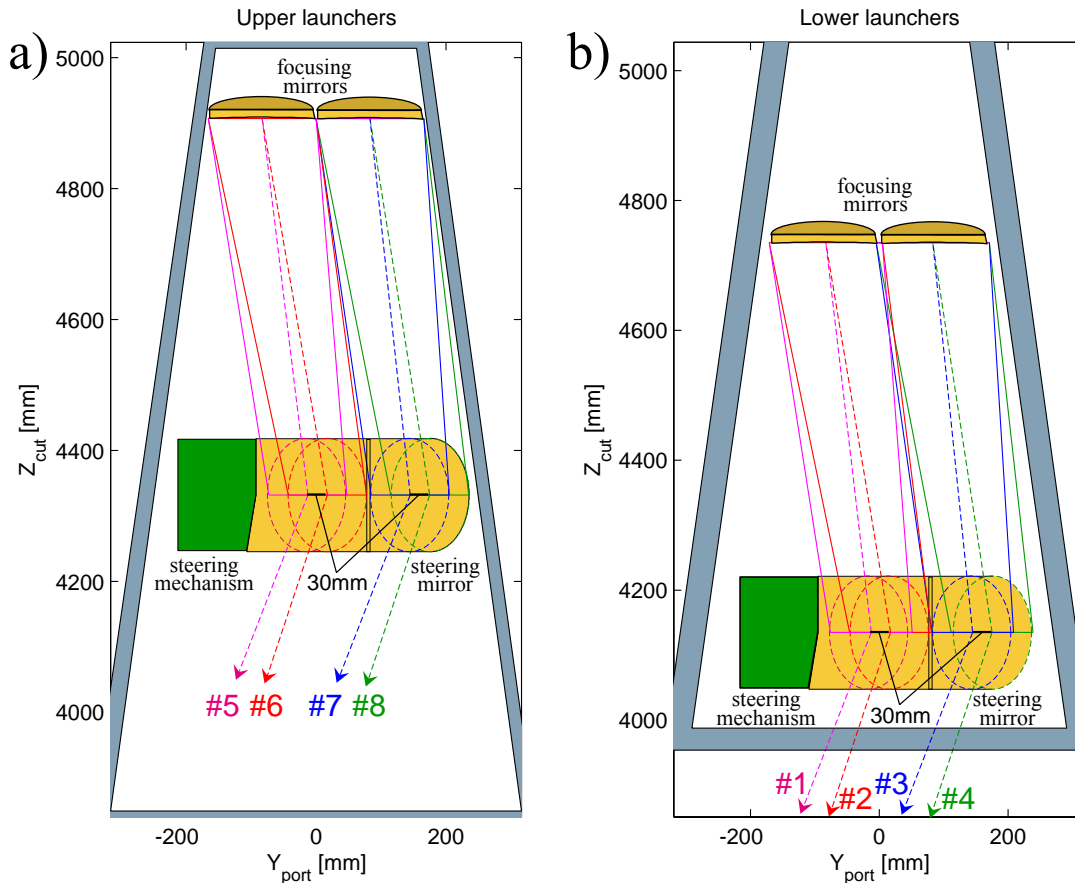 Upper launchers
a)
5000
4800
4600
4400
4200
4000
Z_cut [mm]
focusing
mirrors
steering
mechanism
30mm
steering
mirror
#5
#6
#7
#8
-200
0
200
Y_port [mm]
Lower launchers
b)
5000
4800
4600
4400
4200
4000
Z_cut [mm]
focusing
mirrors
steering
mechanism
30mm
steering
mirror
#1
#2
#3
#4
-200
0
200
Y_port [mm]